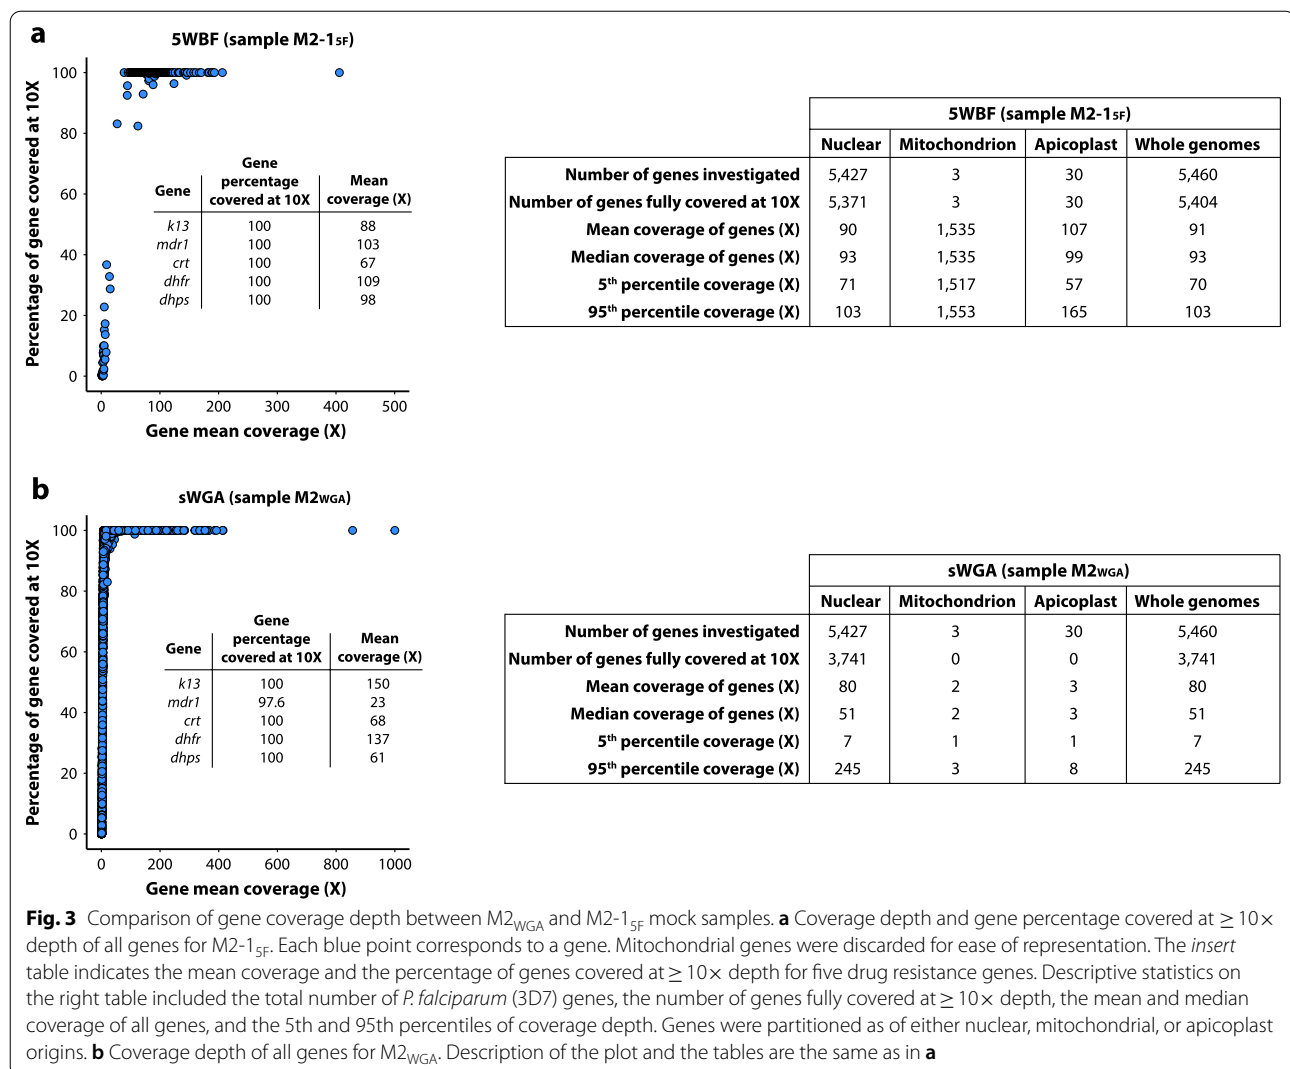 a
5WBF (sample M2-15F)
Percentage of gene covered at 10X
100
80
60
40
20
0
0 100 200 300 400 500
Gene mean coverage (X)
Gene Gene percentage covered at 10X Mean coverage (X)
k13 100 88
mdr1 100 103
crt 100 67
dhfr 100 109
dhps 100 98
5WBF (sample M2-15F)
Nuclear Mitochondrion Apicoplast Whole genomes
Number of genes investigated 5,427 3 30 5,460
Number of genes fully covered at 10X 5,371 3 30 5,404
Mean coverage of genes (X) 90 1,535 107 91
Median coverage of genes (X) 93 1,535 99 93
5th percentile coverage (X) 71 1,517 57 70
95th percentile coverage (X) 103 1,553 165 103
b
sWGA (sample M2WGA)
Percentage of gene covered at 10X
100
80
60
40
20
0
0 200 400 600 800 1000
Gene mean coverage (X)
Gene Gene percentage covered at 10X Mean coverage (X)
k13 100 150
mdr1 97.6 23
crt 100 68
dhfr 100 137
dhps 100 61
sWGA (sample M2WGA)
Nuclear Mitochondrion Apicoplast Whole genomes
Number of genes investigated 5,427 3 30 5,460
Number of genes fully covered at 10X 3,741 0 0 3,741
Mean coverage of genes (X) 80 2 3 80
Median coverage of genes (X) 51 2 3 51
5th percentile coverage (X) 7 1 1 7
95th percentile coverage (X) 245 3 8 245
Fig. 3 Comparison of gene coverage depth between M2WGA and M2-15F mock samples. a Coverage depth and gene percentage covered at ≥ 10×
depth of all genes for M2-15F. Each blue point corresponds to a gene. Mitochondrial genes were discarded for ease of representation. The insert
table indicates the mean coverage and the percentage of genes covered at ≥ 10× depth for five drug resistance genes. Descriptive statistics on
the right table included the total number of P. falciparum (3D7) genes, the number of genes fully covered at ≥ 10× depth, the mean and median
coverage of all genes, and the 5th and 95th percentiles of coverage depth. Genes were partitioned as of either nuclear, mitochondrial, or apicoplast
origins. b Coverage depth of all genes for M2WGA. Description of the plot and the tables are the same as in a